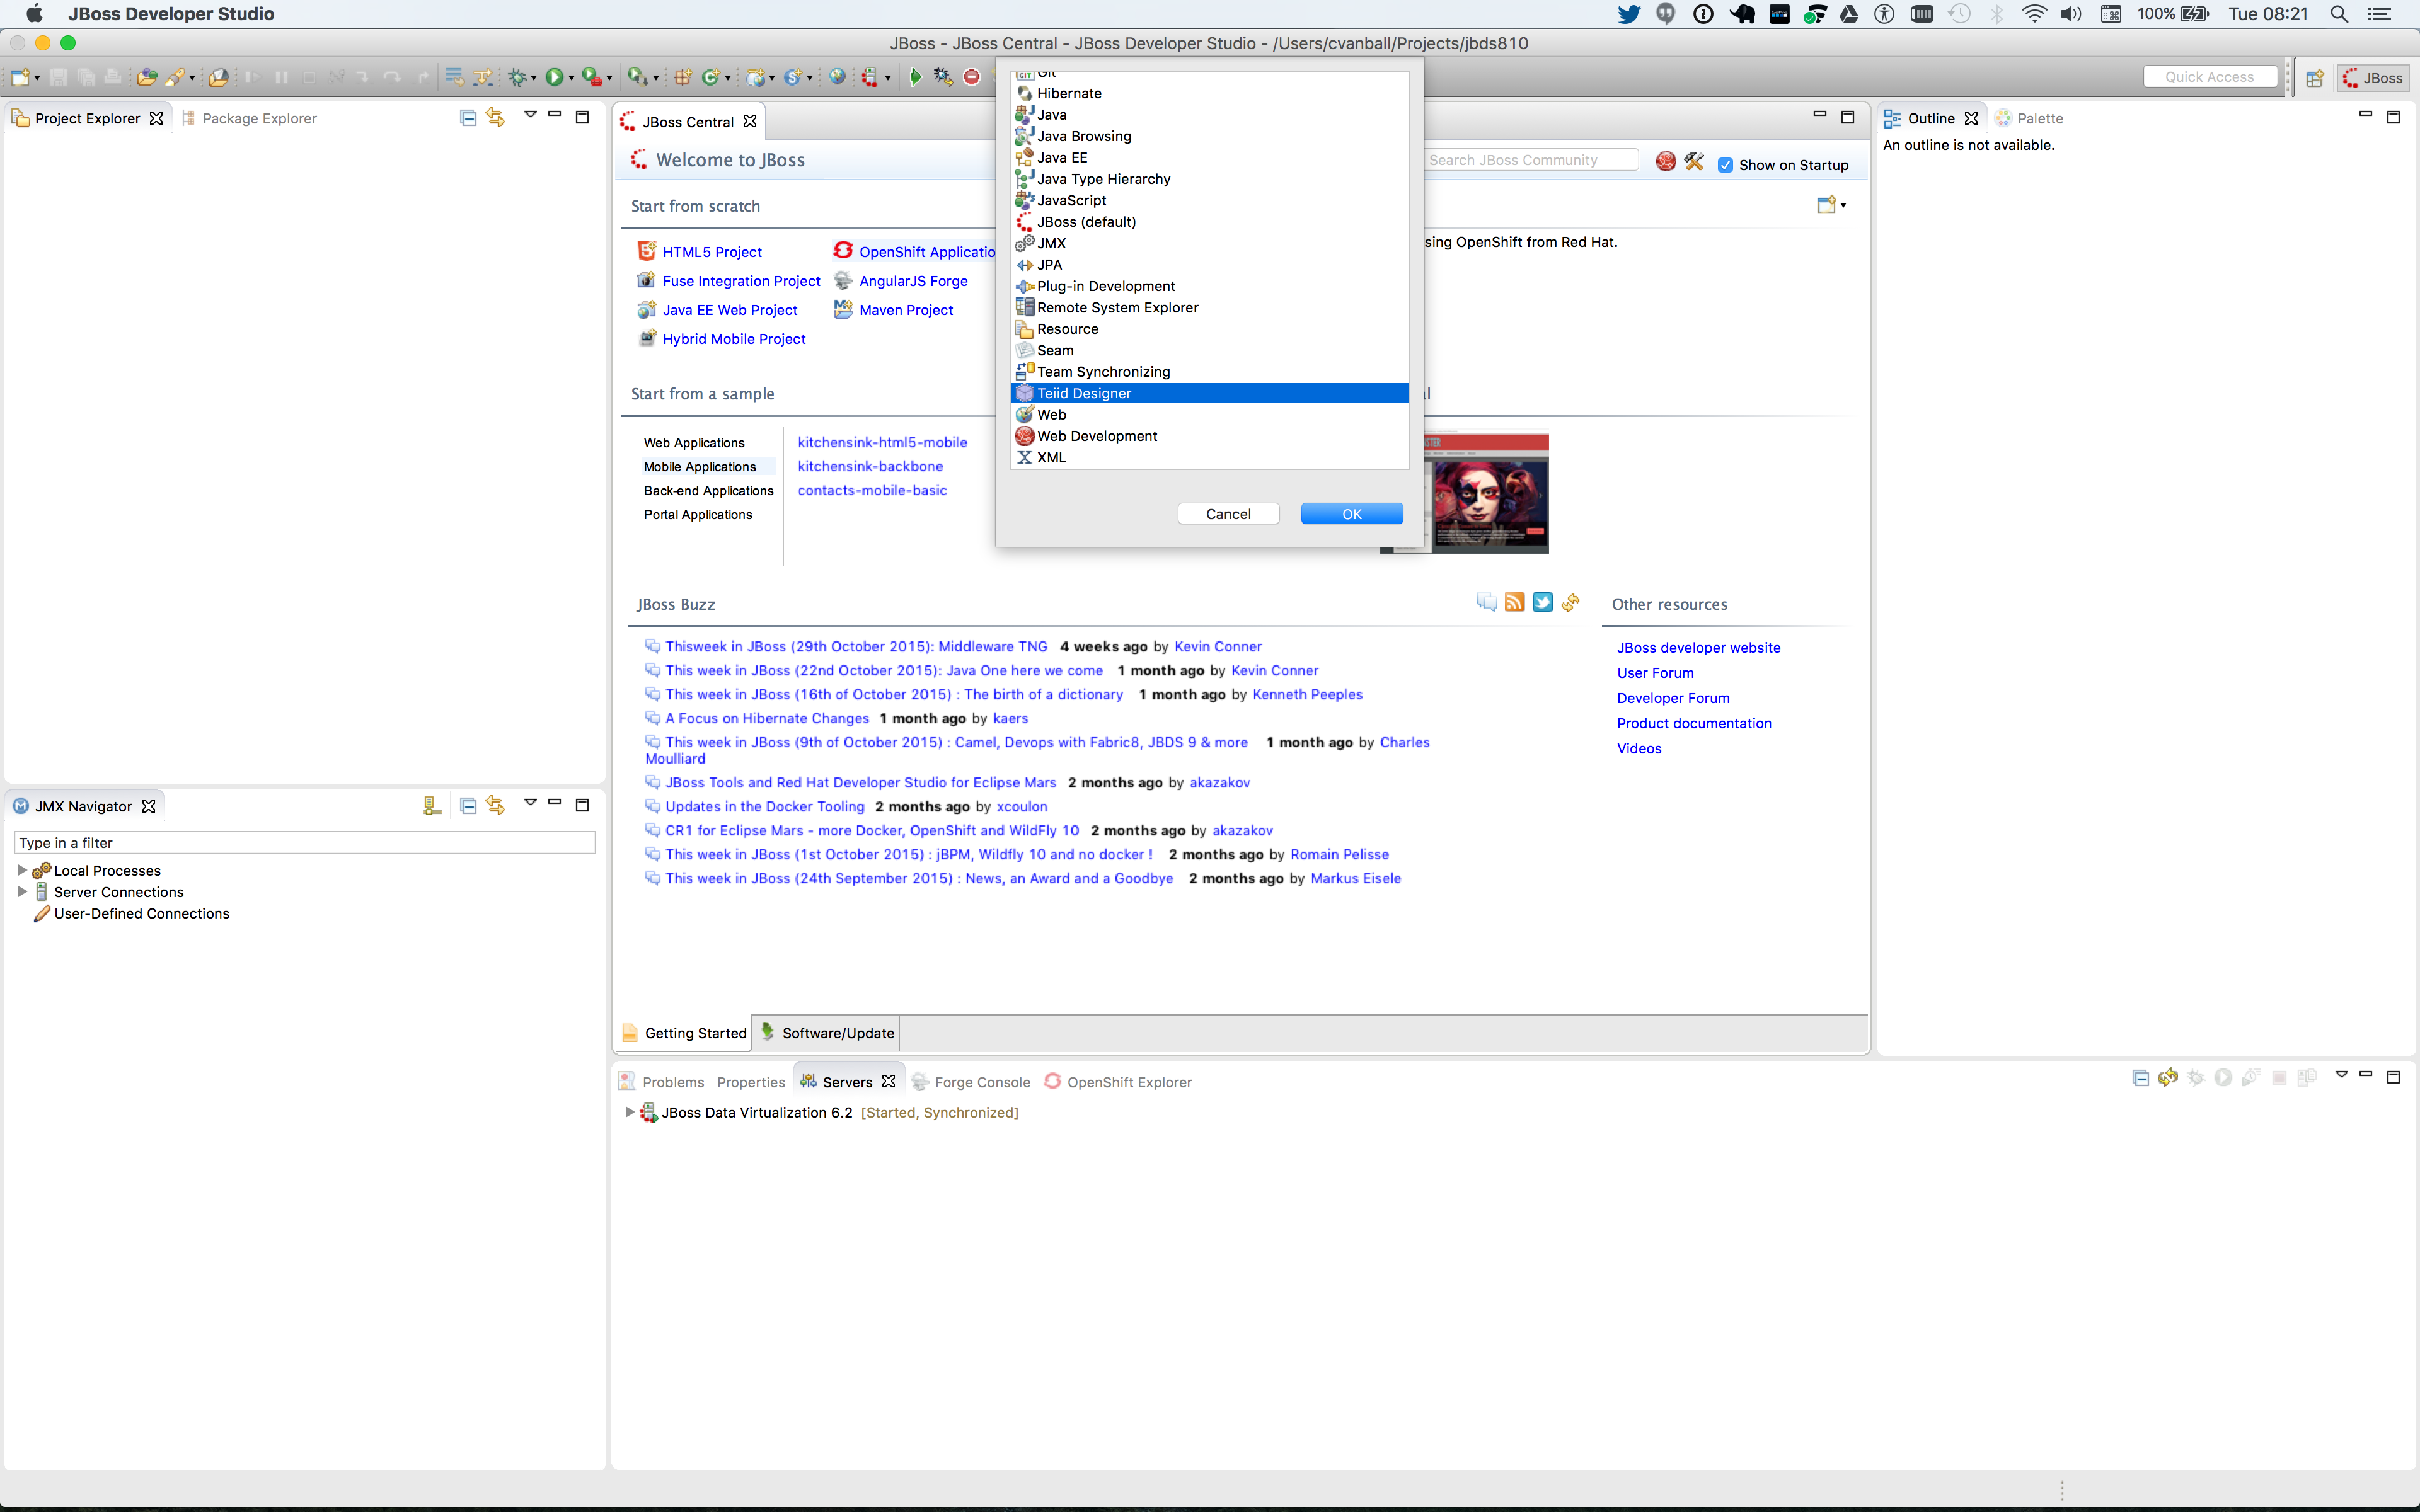 JBoss Developer Studio
100%
Tue 08:21
JBoss - JBoss Central - JBoss Developer Studio - /Users/cvanball/Projects/jbds810
Quick Access
JBoss
Project Explorer
Package Explorer
JBoss Central
Welcome to JBoss
Search JBoss Community
Show on Startup
Start from scratch
HTML5 Project
OpenShift Applicatio
sing OpenShift from Red Hat.
Fuse Integration Project
AngularJS Forge
Java EE Web Project
Maven Project
Hybrid Mobile Project
Start from a sample
Web Applications
Mobile Applications
Back-end Applications
Portal Applications
kitchensink-html5-mobile
kitchensink-backbone
contacts-mobile-basic
Git
Hibernate
Java
Java Browsing
Java EE
Java Type Hierarchy
JavaScript
JBoss (default)
JMX
JPA
Plug-in Development
Remote System Explorer
Resource
Seam
Team Synchronizing
Teiid Designer
Web
Web Development
XML
Cancel
OK
JBoss Buzz
Thisweek in JBoss (29th October 2015): Middleware TNG 4 weeks ago by Kevin Conner
This week in JBoss (22nd October 2015): Java One here we come 1 month ago by Kevin Conner
This week in JBoss (16th of October 2015) : The birth of a dictionary 1 month ago by Kenneth Peeples
A Focus on Hibernate Changes 1 month ago by kaers
This week in JBoss (9th of October 2015) : Camel, Devops with Fabric8, JBDS 9 & more 1 month ago by Charles
Moulliard
JBoss Tools and Red Hat Developer Studio for Eclipse Mars 2 months ago by akazakov
Updates in the Docker Tooling 2 months ago by xcoulon
CR1 for Eclipse Mars - more Docker, OpenShift and WildFly 10 2 months ago by akazakov
This week in JBoss (1st October 2015) : jBPM, Wildfly 10 and no docker ! 2 months ago by Romain Pelisse
This week in JBoss (24th September 2015) : News, an Award and a Goodbye 2 months ago by Markus Eisele
Other resources
JBoss developer website
User Forum
Developer Forum
Product documentation
Videos
Getting Started
Software/Update
Outline
Palette
An outline is not available.
JMX Navigator
Type in a filter
Local Processes
Server Connections
User-Defined Connections
Problems
Properties
Servers
Forge Console
OpenShift Explorer
JBoss Data Virtualization 6.2 [Started, Synchronized]